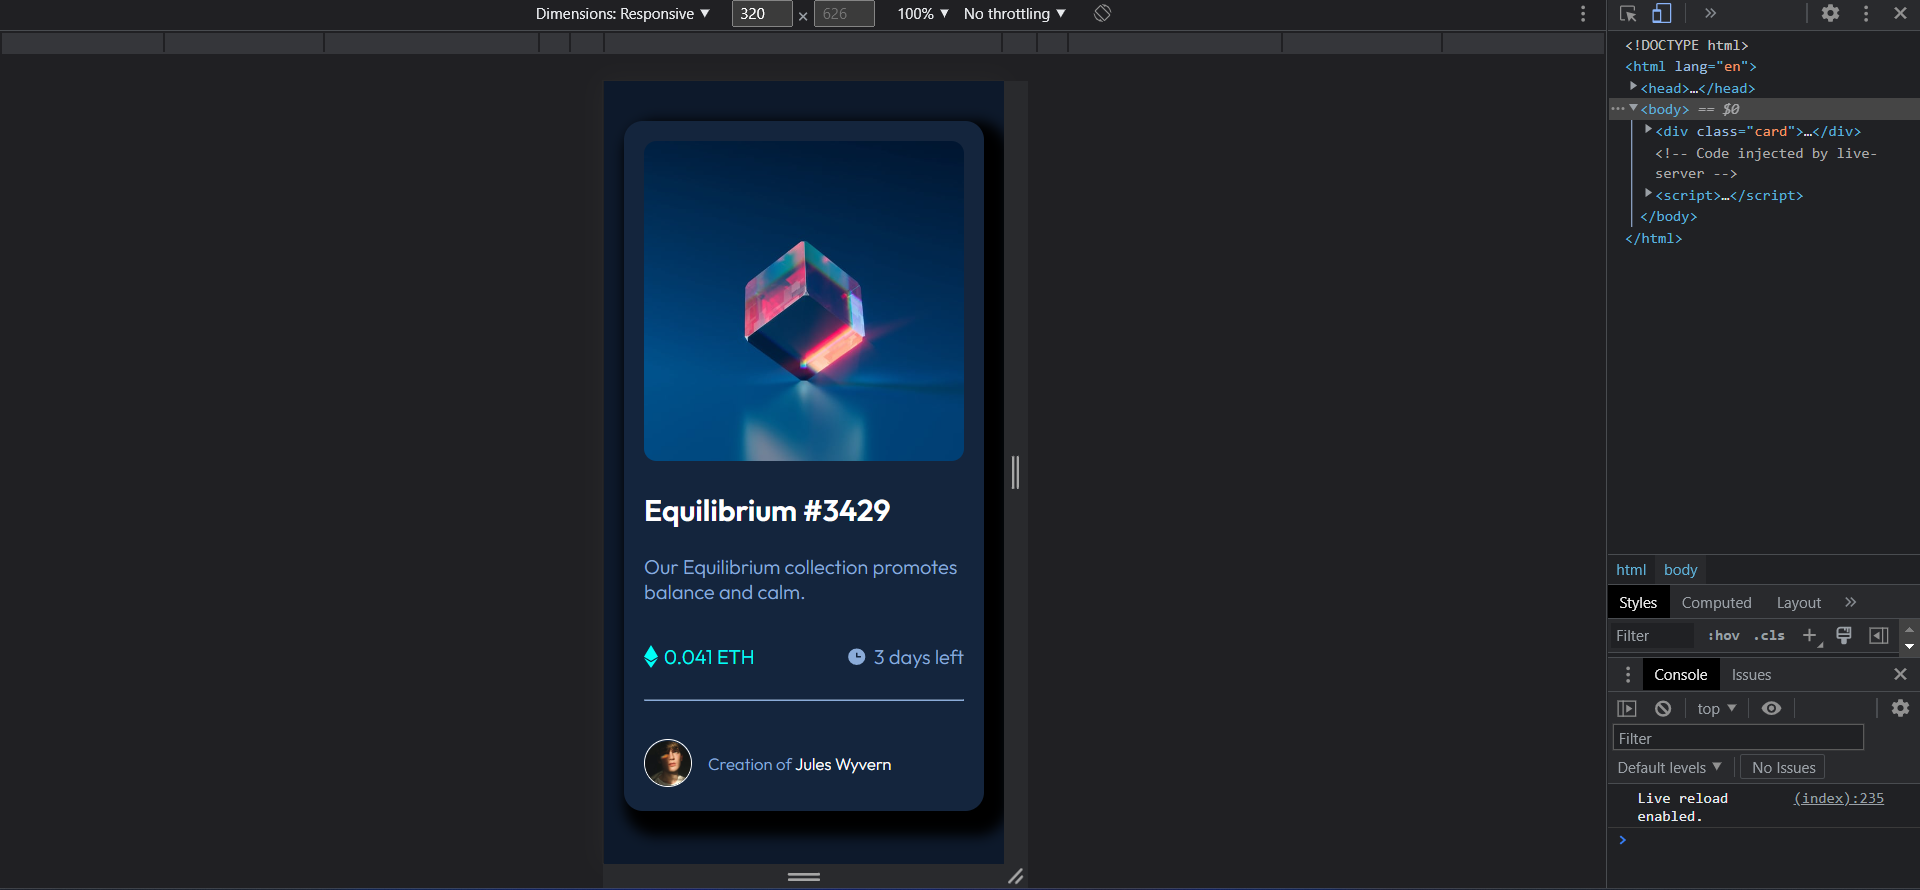 Dimensions: Responsive ▼ 320 × 626 100% ▼ No throttling ▼
<!DOCTYPE html>
<html lang="en">
<head>…</head>
<body> == $0
<div class="card">…</div>
<!-- Code injected by live-
server -->
<script>…</script>
</body>
</html>
Equilibrium #3429
Our Equilibrium collection promotes
balance and calm.
0.041 ETH 3 days left
Creation of Jules Wyvern
html body
Styles Computed Layout
Filter :hov .cls
Console Issues
top ▼
Filter
Default levels ▼ No Issues
Live reload (index):235
enabled.